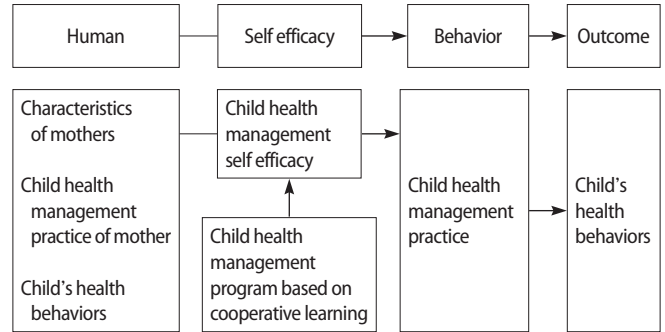 Human
Self efficacy
Behavior
Outcome
Characteristics
of mothers
Child health
management
practice of mother
Child's health
behaviors
Child health
management
self efficacy
Child health
management
program based on
cooperative learning
Child health
management
practice
Child's
health
behaviors